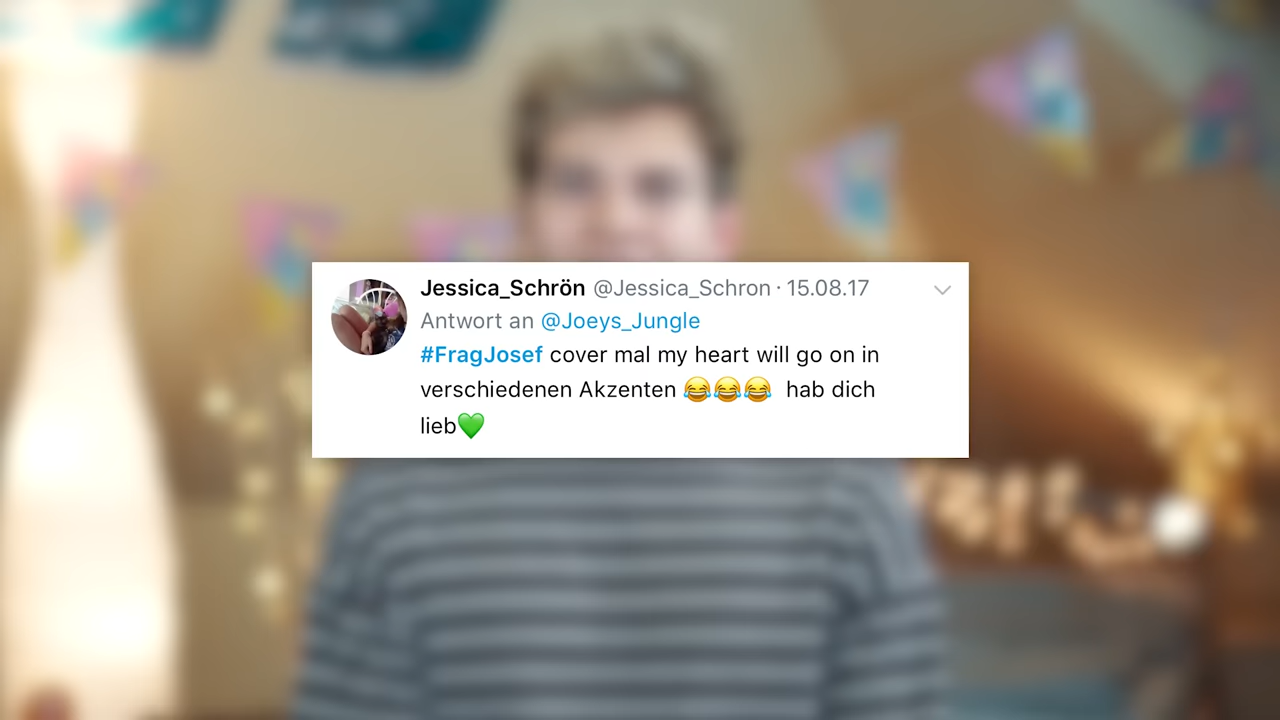 Jessica_Schrön @Jessica_Schron · 15.08.17
Antwort an @Joeys_Jungle
#FragJosef cover mal my heart will go on in
verschiedenen Akzenten 😂😂😂 hab dich
lieb💚